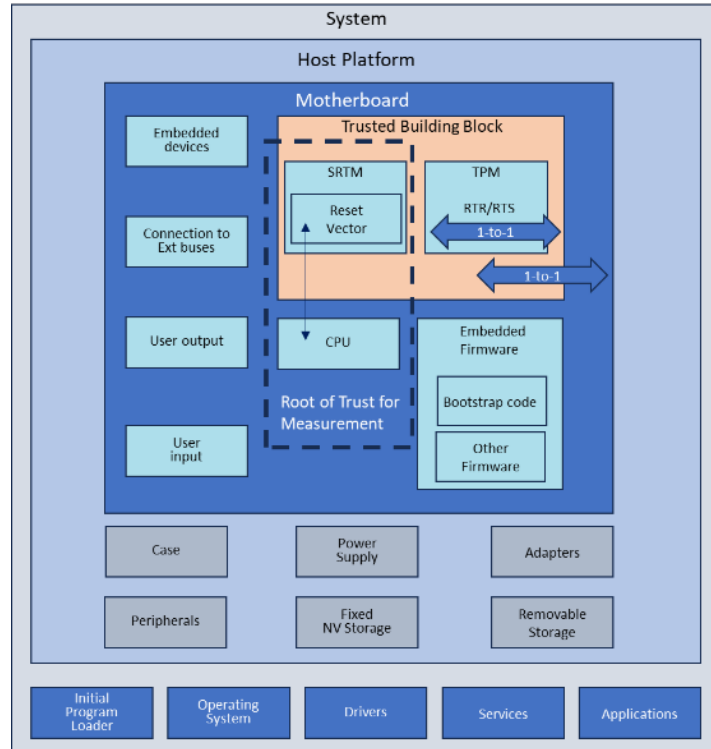 System
Host Platform
Motherboard
Embedded
devices
Trusted Building Block
SRTM
TPM
Reset
Vector
RTR/RTS
1-to-1
Connection to
Ext buses
1-to-1
User output
CPU
Embedded
Firmware
Root of Trust for
Measurement
Bootstrap code
User
input
Other
Firmware
Case
Power
Supply
Adapters
Peripherals
Fixed
NV Storage
Removable
Storage
Initial
Program
Loader
Operating
System
Drivers
Services
Applications